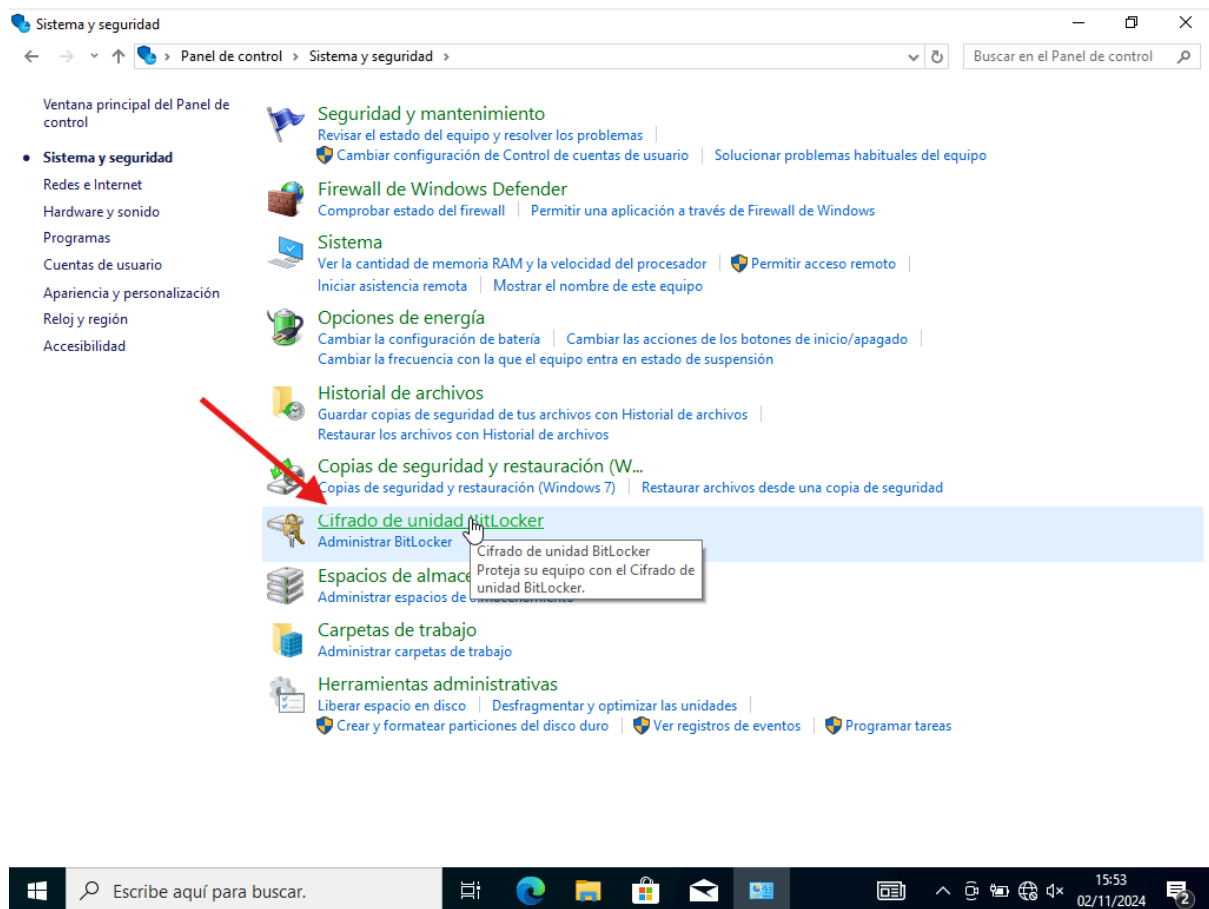 Sistema y seguridad
Panel de control > Sistema y seguridad >
Buscar en el Panel de control
Ventana principal del Panel de
control
Sistema y seguridad
Redes e Internet
Hardware y sonido
Programas
Cuentas de usuario
Apariencia y personalización
Reloj y región
Accesibilidad
Seguridad y mantenimiento
Revisar el estado del equipo y resolver los problemas
Cambiar configuración de Control de cuentas de usuario
Solucionar problemas habituales del equipo
Firewall de Windows Defender
Comprobar estado del firewall
Permitir una aplicación a través de Firewall de Windows
Sistema
Ver la cantidad de memoria RAM y la velocidad del procesador
Permitir acceso remoto
Iniciar asistencia remota
Mostrar el nombre de este equipo
Opciones de energía
Cambiar la configuración de batería
Cambiar las acciones de los botones de inicio/apagado
Cambiar la frecuencia con la que el equipo entra en estado de suspensión
Historial de archivos
Guardar copias de seguridad de tus archivos con Historial de archivos
Restaurar los archivos con Historial de archivos
Copias de seguridad y restauración (W...
Copias de seguridad y restauración (Windows 7)
Restaurar archivos desde una copia de seguridad
Cifrado de unidad BitLocker
Administrar BitLocker
Cifrado de unidad BitLocker
Proteja su equipo con el Cifrado de
unidad BitLocker.
Espacios de almace
Administrar espacios de almacenamiento
Carpetas de trabajo
Administrar carpetas de trabajo
Herramientas administrativas
Liberar espacio en disco
Desfragmentar y optimizar las unidades
Crear y formatear particiones del disco duro
Ver registros de eventos
Programar tareas
Escribe aquí para buscar.
15:53
02/11/2024
2